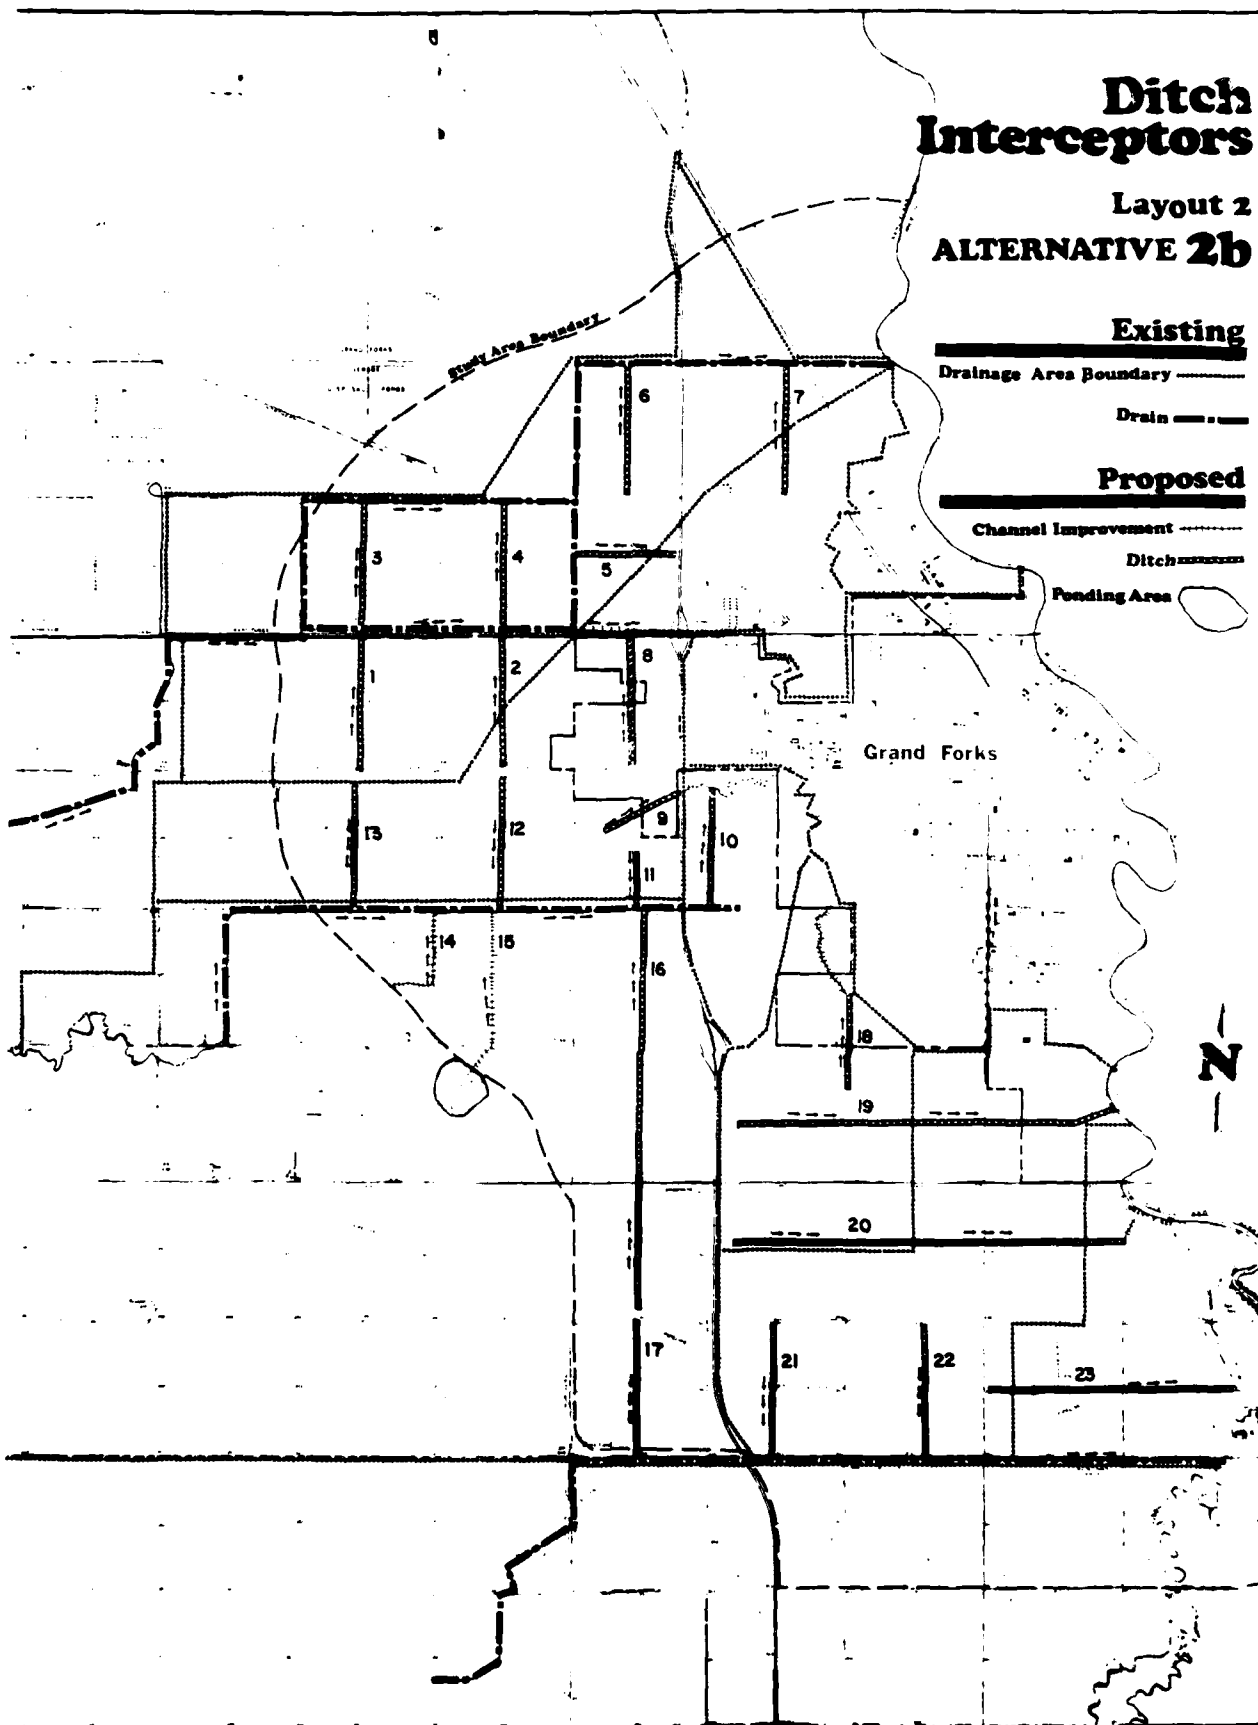 Ditch
Interceptors
Layout 2
ALTERNATIVE 2b
Existing
Drainage Area Boundary
Drain
Proposed
Channel Improvement
Ditch
Ponding Area
Study Area Boundary
GRAND FORKS
6
7
3
4
5
1
2
8
Grand Forks
13
12
9
10
11
14
15
16
18
N
19
20
17
21
22
23